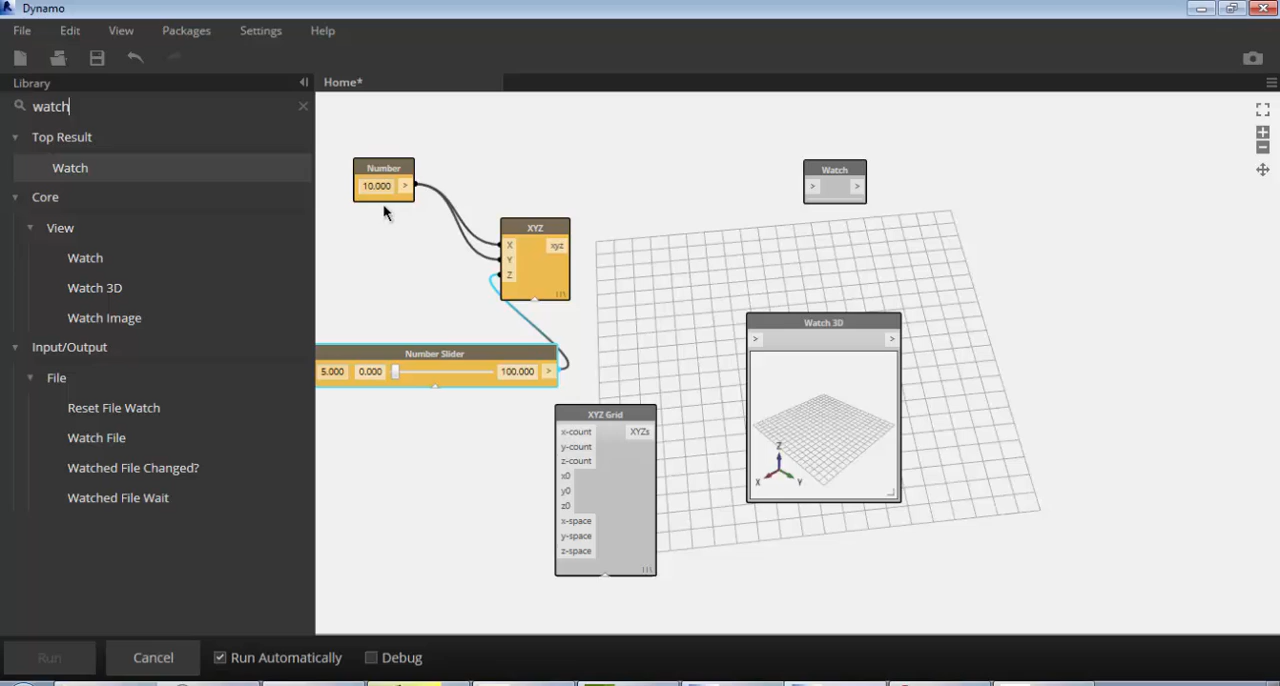 Dynamo
File Edit View Packages Settings Help
Library
Home*
watch
Top Result
Watch
Core
View
Watch
Watch 3D
Watch Image
Input/Output
File
Reset File Watch
Watch File
Watched File Changed?
Watched File Wait
Number
10.000 >
XYZ
X xyz
Y
Z
Number Slider
5.000 0.000 100.000 >
XYZ Grid
x-count XYZs
y-count
z-count
x0
y0
z0
x-space
y-space
z-space
Watch
> >
Watch 3D
> >
Z
X Y
Run Cancel Run Automatically Debug